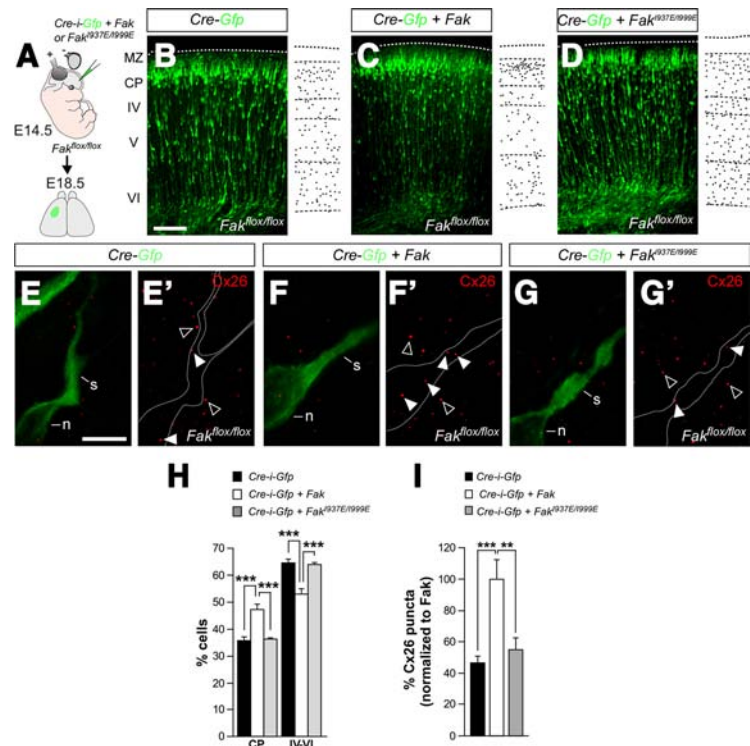 Cre-i-Gfp + Fak
or Fak I937E/I999E
A
+
-
E14.5
Fak flox/flox
E18.5
Cre-Gfp
B
MZ
CP
IV
V
VI
Fak flox/flox
Cre-Gfp + Fak
C
Fak flox/flox
Cre-Gfp + Fak I937E/I999E
D
Fak flox/flox
Cre-Gfp
E
s
n
E'
Cx26
Fak flox/flox
Cre-Gfp + Fak
F
s
n
F'
Cx26
Fak flox/flox
Cre-Gfp + Fak I937E/I999E
G
s
n
G'
Cx26
Fak flox/flox
H
Cre-i-Gfp
Cre-i-Gfp + Fak
Cre-i-Gfp + Fak I937E/I999E
*** ***
*** ***
% cells
70
60
50
40
30
20
10
0
CP IV-VI
I
Cre-i-Gfp
Cre-i-Gfp + Fak
Cre-i-Gfp + Fak I937E/I999E
*** **
% Cx26 puncta
(normalized to Fak)
120
100
80
60
40
20
0